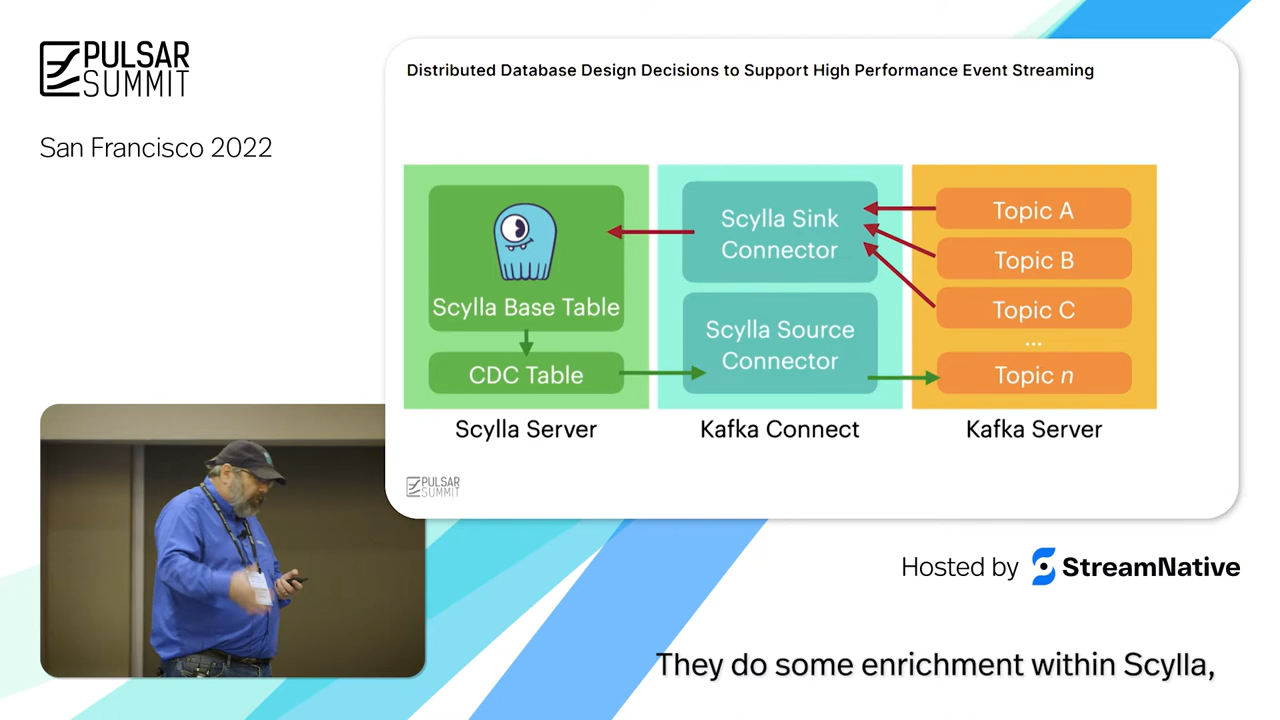 PULSAR
SUMMIT
San Francisco 2022
Distributed Database Design Decisions to Support High Performance Event Streaming
Scylla Base Table
CDC Table
Scylla Server
Scylla Sink
Connector
Scylla Source
Connector
Kafka Connect
Topic A
Topic B
Topic C
...
Topic n
Kafka Server
PULSAR
SUMMIT
Hosted by StreamNative
They do some enrichment within Scylla,